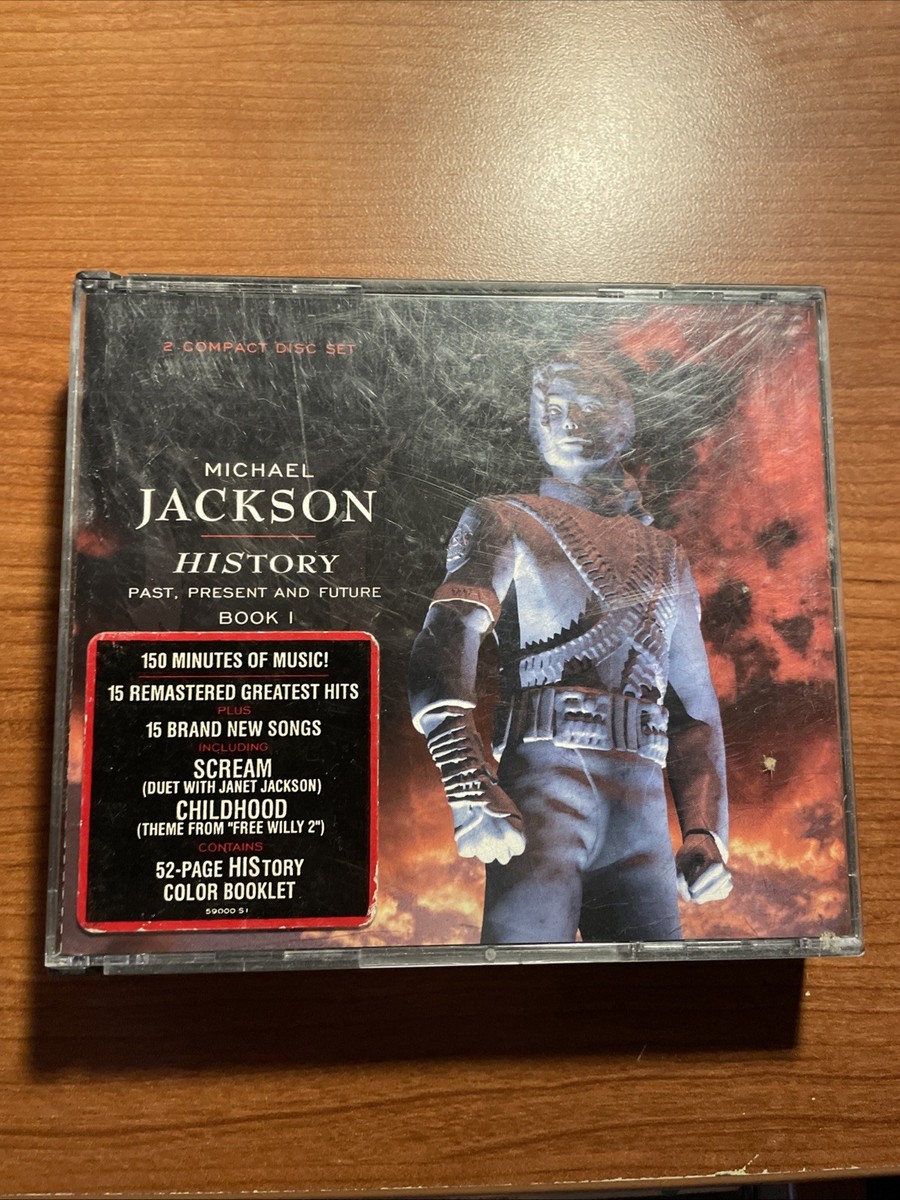 2 COMPACT DISC SET
MICHAEL
JACKSON
HISTORY
PAST, PRESENT AND FUTURE
BOOK I
150 MINUTES OF MUSIC!
15 REMASTERED GREATEST HITS
PLUS
15 BRAND NEW SONGS
INCLUDING
SCREAM
(DUET WITH JANET JACKSON)
CHILDHOOD
(THEME FROM "FREE WILLY 2")
CONTAINS
52-PAGE HISTORY
COLOR BOOKLET
59000 S1